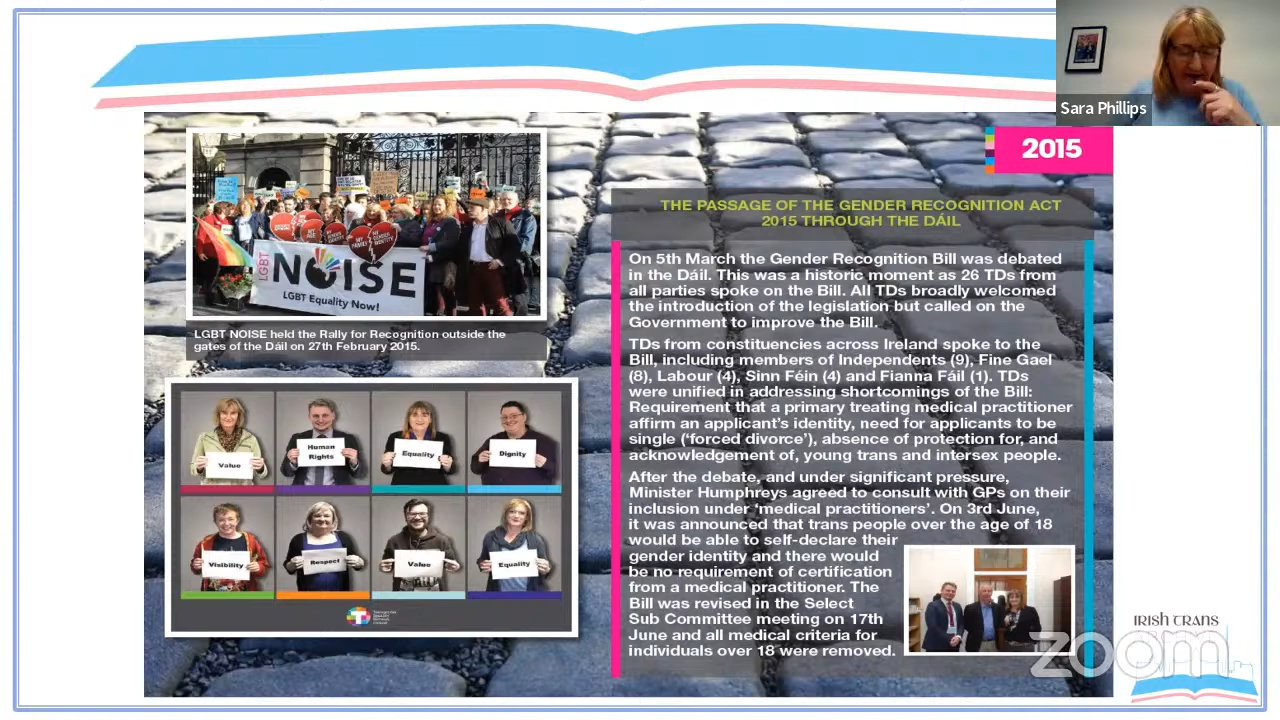 Sara Phillips
2015
LGBT
NOISE
LGBT Equality Now!
LGBT NOISE held the Rally for Recognition outside the
gates of the Dáil on 27th February 2015.
Value
Human
Rights
Equality
Dignity
Visibility
Respect
Value
Equality
THE PASSAGE OF THE GENDER RECOGNITION ACT
2015 THROUGH THE DÁIL
On 5th March the Gender Recognition Bill was debated
in the Dáil. This was a historic moment as 26 TDs from
all parties spoke on the Bill. All TDs broadly welcomed
the introduction of the legislation but called on the
Government to improve the Bill.
TDs from constituencies across Ireland spoke to the
Bill, including members of Independents (9), Fine Gael
(8), Labour (4), Sinn Féin (4) and Fianna Fáil (1). TDs
were unified in addressing shortcomings of the Bill:
Requirement that a primary treating medical practitioner
affirm an applicant's identity, need for applicants to be
single ('forced divorce'), absence of protection for, and
acknowledgement of, young trans and intersex people.
After the debate, and under significant pressure,
Minister Humphreys agreed to consult with GPs on their
inclusion under 'medical practitioners'. On 3rd June,
it was announced that trans people over the age of 18
would be able to self-declare their
gender identity and there would
be no requirement of certification
from a medical practitioner. The
Bill was revised in the Select
Sub Committee meeting on 17th
June and all medical criteria for
individuals over 18 were removed.
IRISH TRANS
zoom